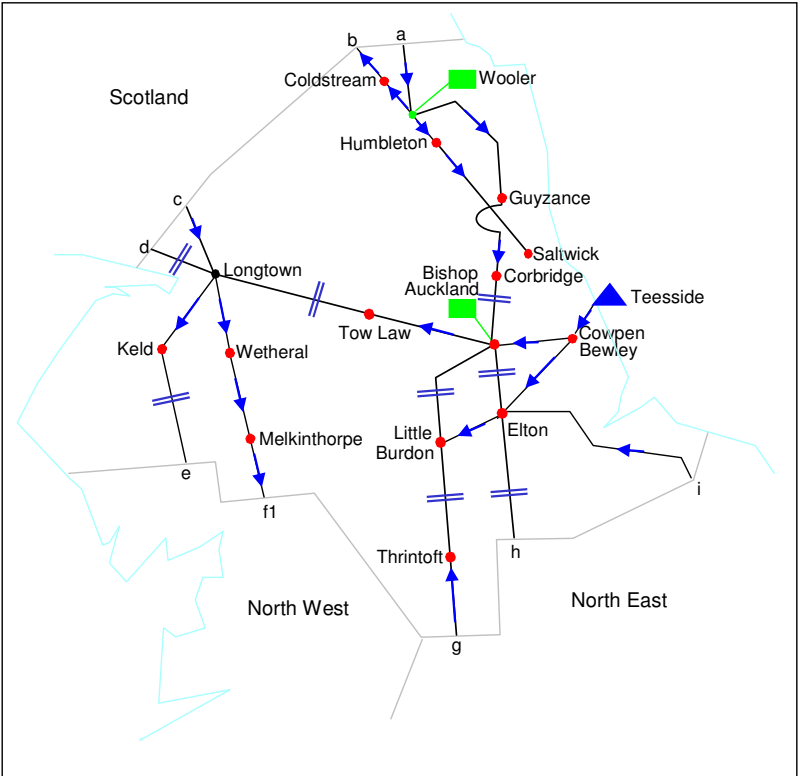 b
a
Coldstream
Wooler
Scotland
Humbleton
Guyzance
c
d
Saltwick
Longtown
Bishop
Auckland
Corbridge
Teesside
Tow Law
Cowpen
Bewley
Keld
Wetheral
Little
Burdon
Elton
Melkinthorpe
e
f1
i
h
Thrintoft
North West
North East
g